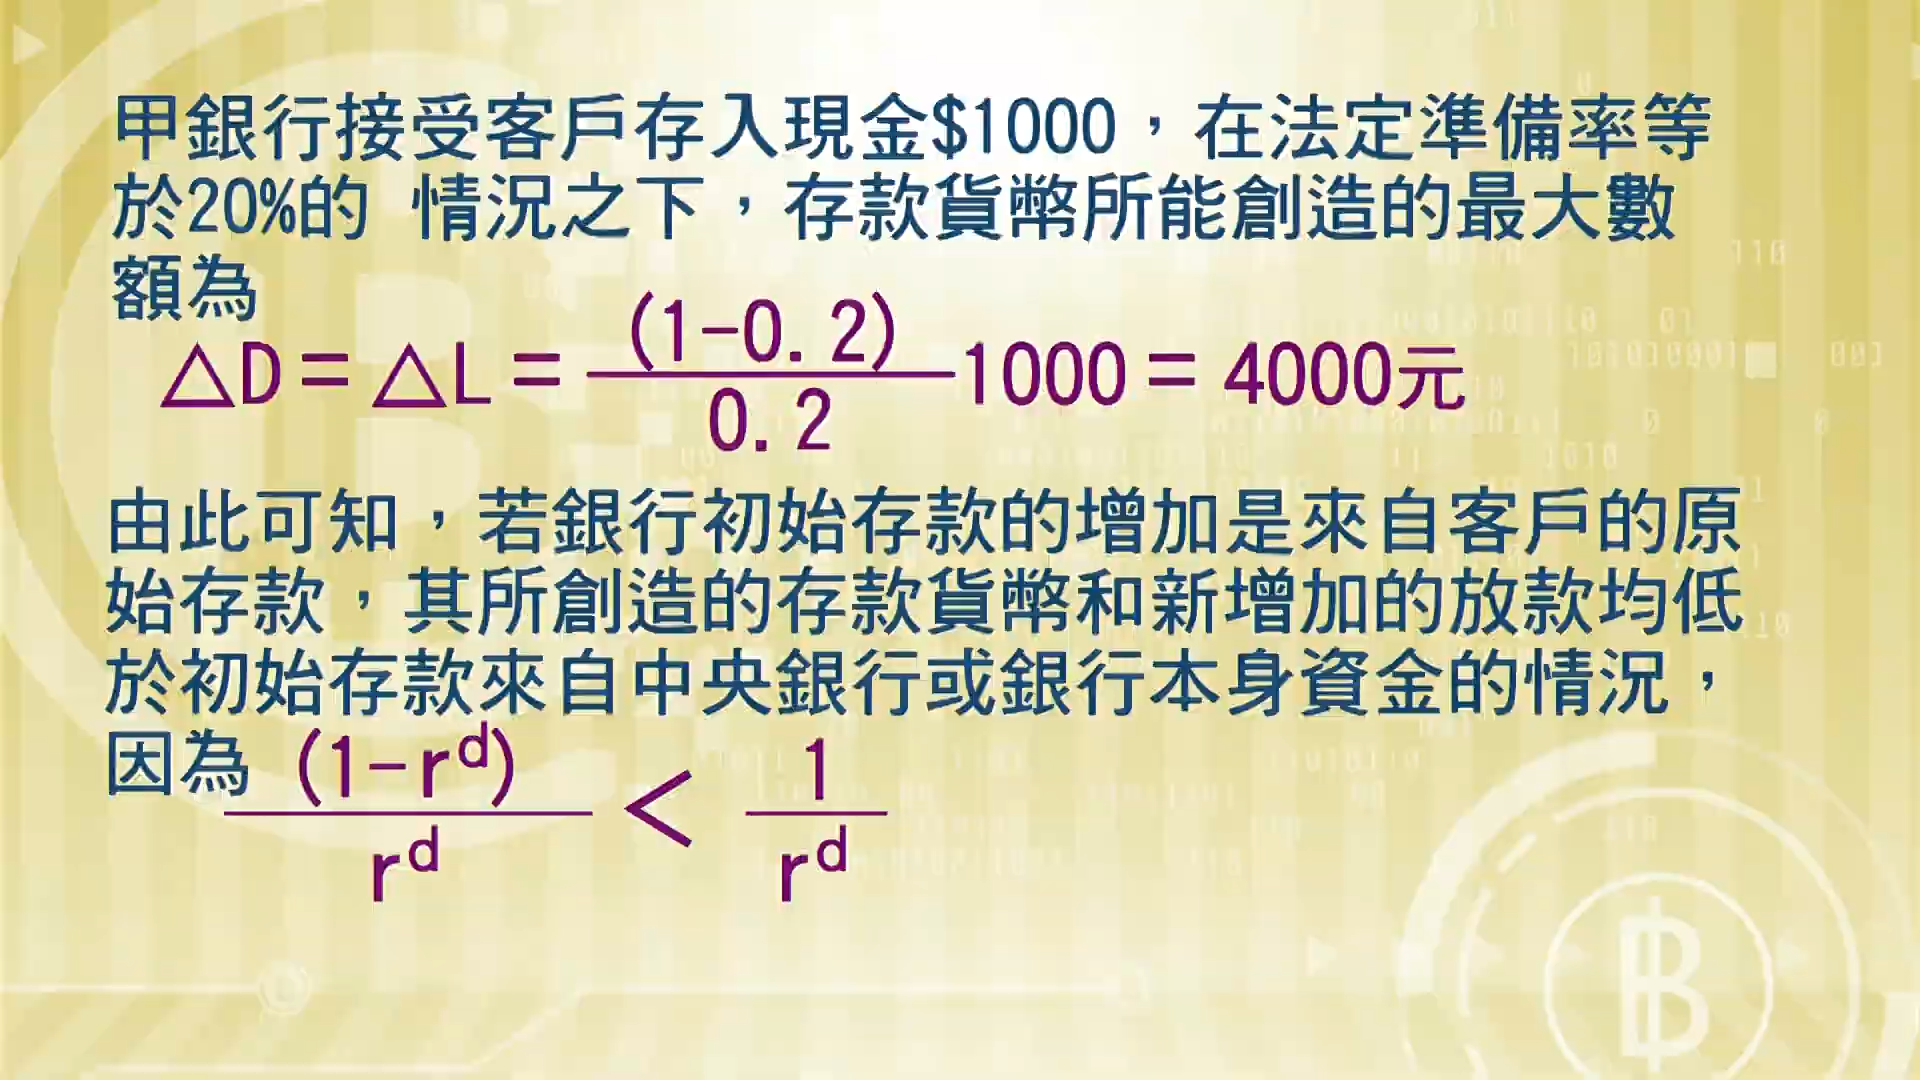 甲銀行接受客戶存入現金$1000，在法定準備率等
於20%的 情況之下，存款貨幣所能創造的最大數
額為
△D = △L = (1-0.2)/0.2 1000 = 4000元
由此可知，若銀行初始存款的增加是來自客戶的原
始存款，其所創造的存款貨幣和新增加的放款均低
於初始存款來自中央銀行或銀行本身資金的情況，
因為 (1-rᵈ)/rᵈ < 1/rᵈ